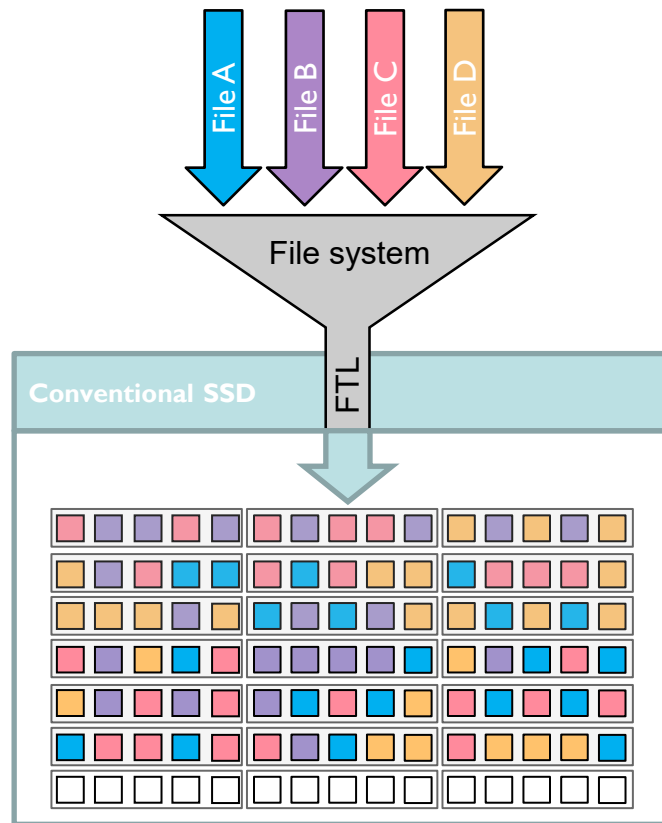 File A
File B
File C
File D
File system
FTL
Conventional SSD